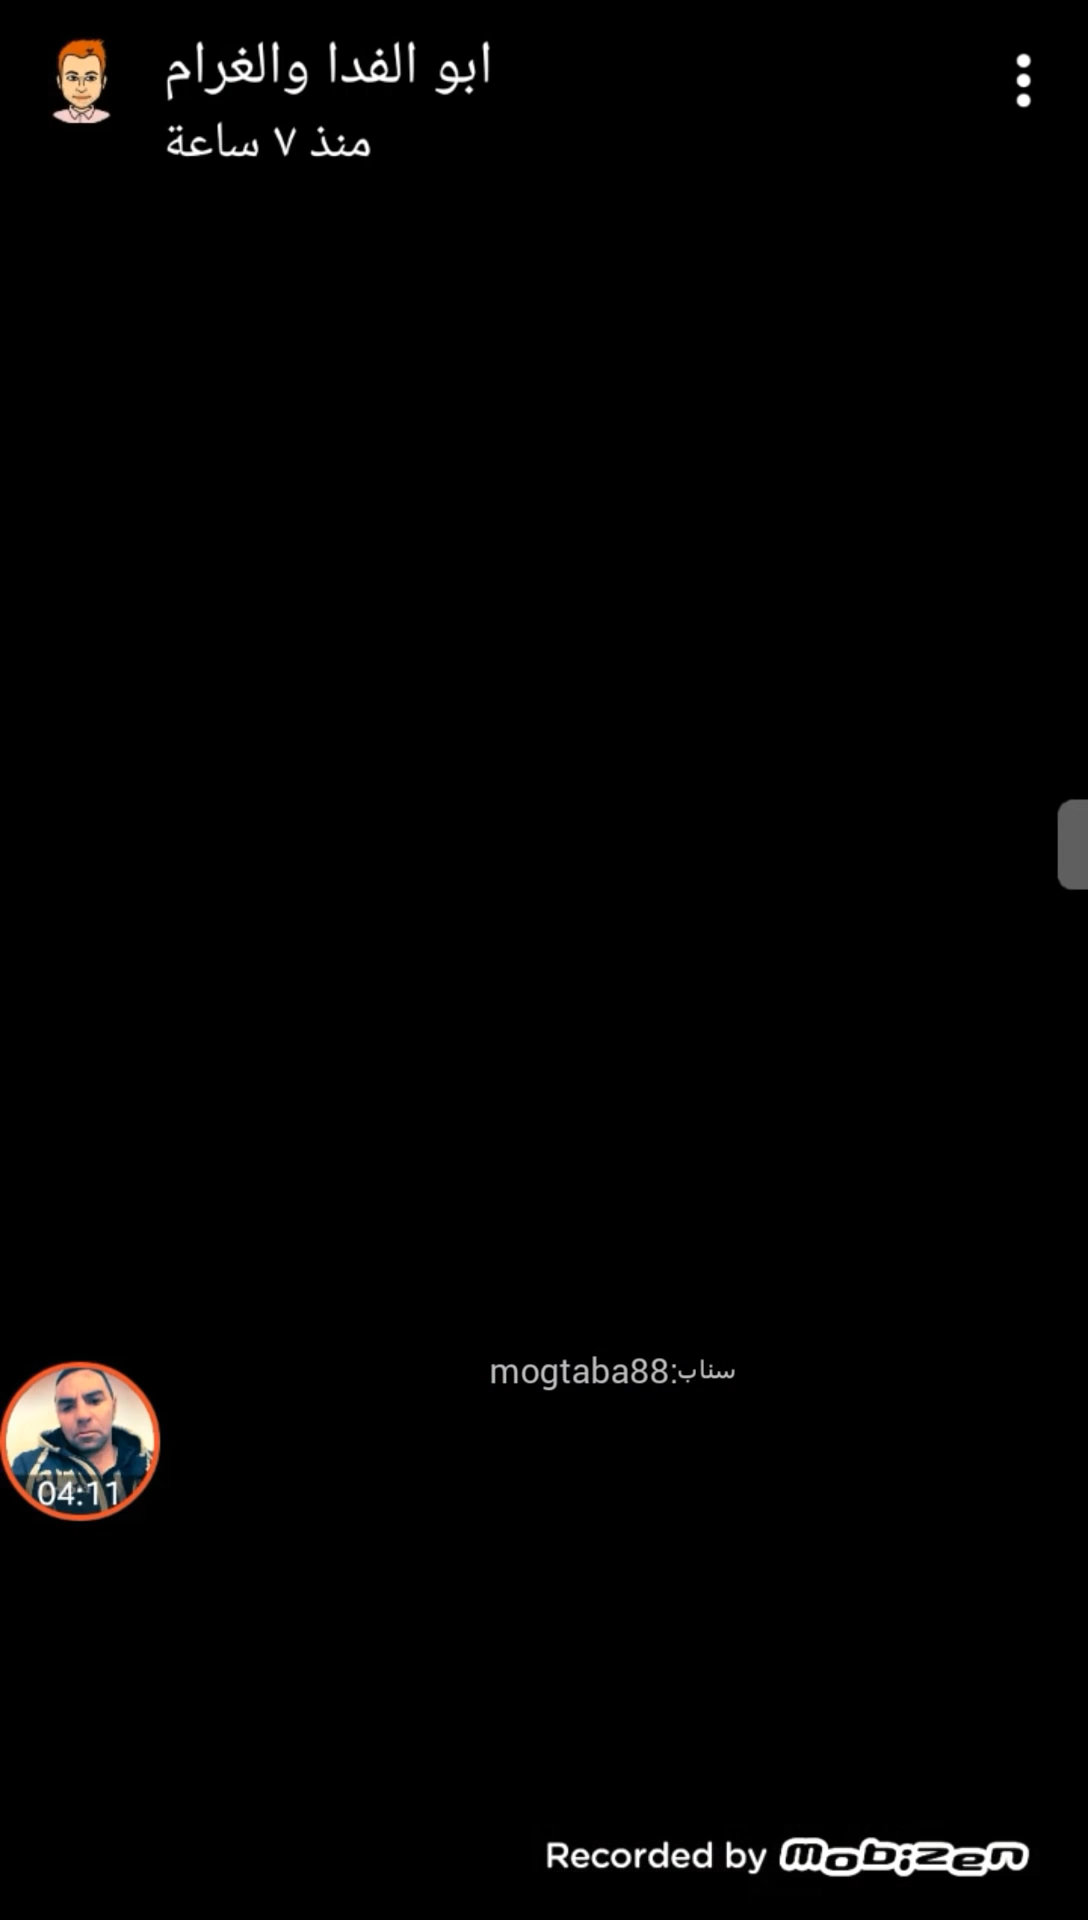 ابو الفدا والغرام
منذ ٧ ساعة
سناب:mogtaba88
04:11
Recorded by mobizen